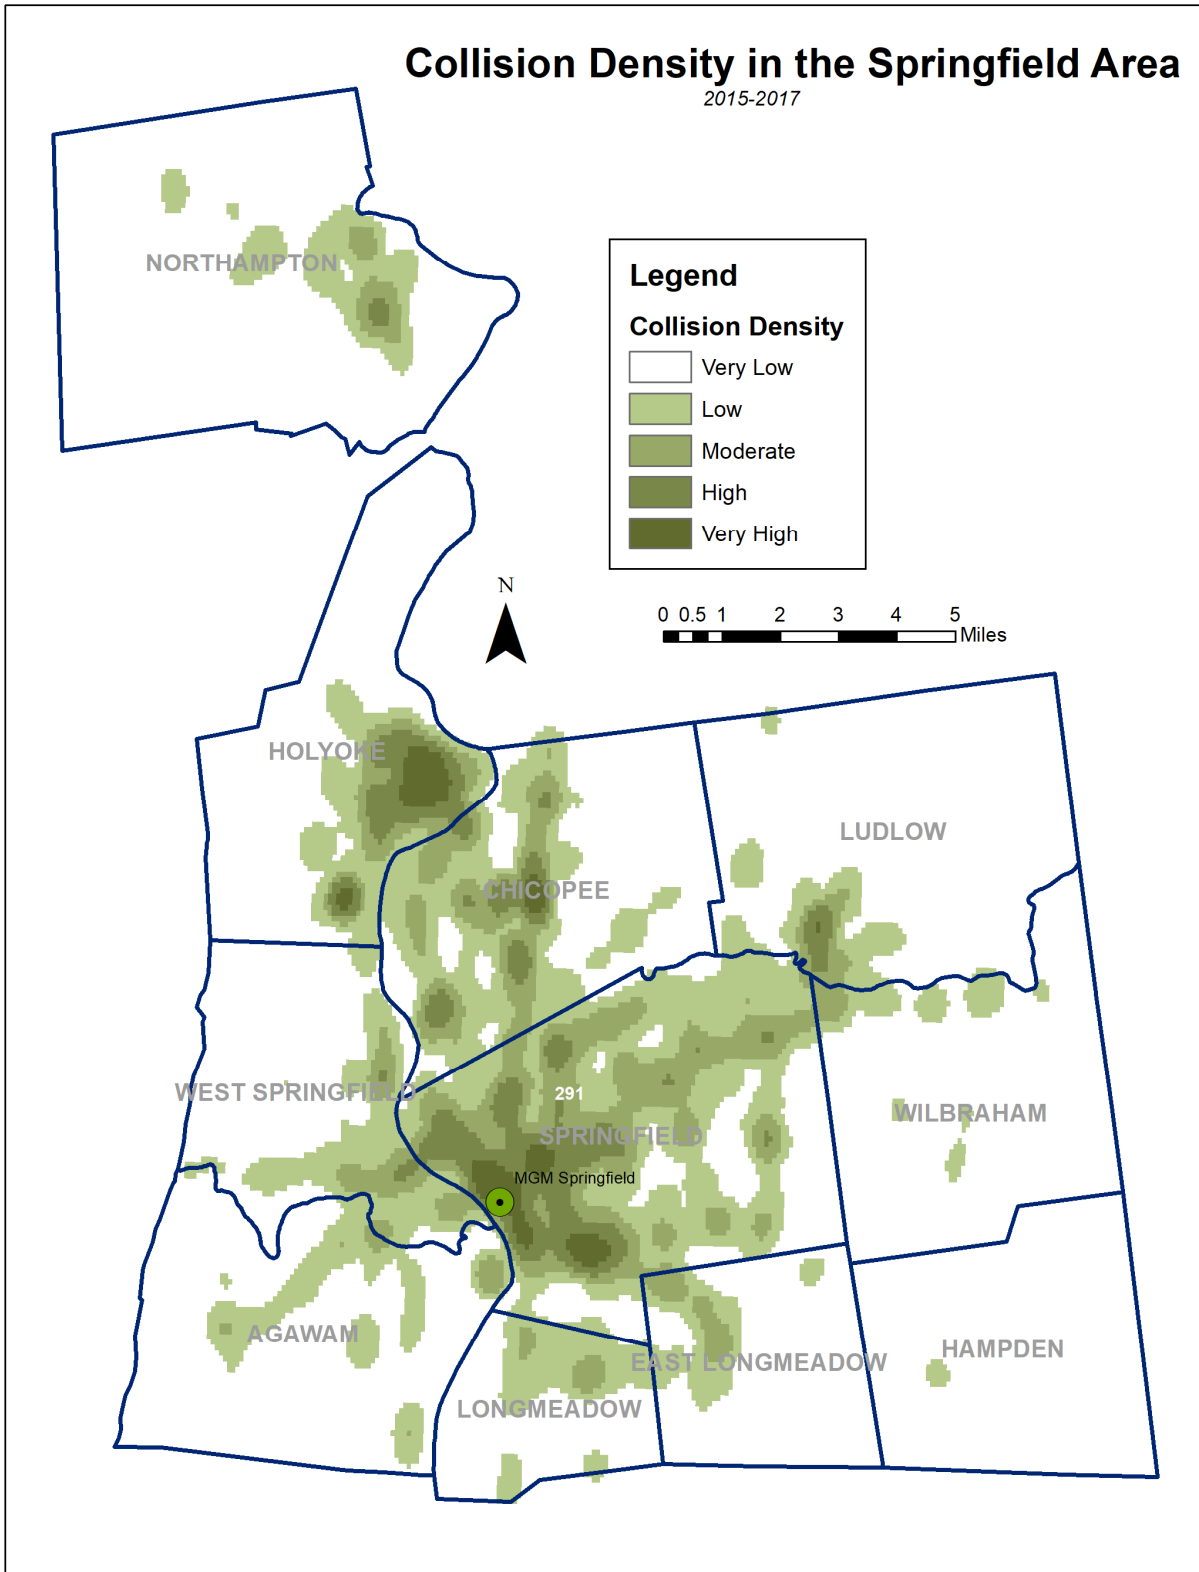 Collision Density in the Springfield Area
2015-2017
NORTHAMPTON
Legend
Collision Density
Very Low
Low
Moderate
High
Very High
N
0 0.5 1 2 3 4 5
Miles
HOLYOKE
LUDLOW
CHICOPEE
WEST SPRINGFIELD
291
WILBRAHAM
SPRINGFIELD
MGM Springfield
AGAWAM
HAMPDEN
EAST LONGMEADOW
LONGMEADOW